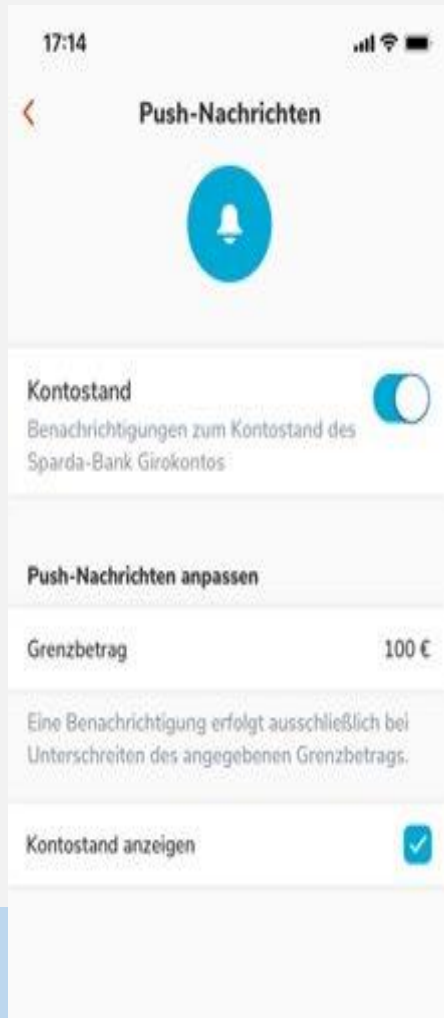 17:14
Push-Nachrichten
Kontostand
Benachrichtigungen zum Kontostand des
Sparda-Bank Girokontos
Push-Nachrichten anpassen
Grenzbetrag 100 €
Eine Benachrichtigung erfolgt ausschließlich bei
Unterschreiten des angegebenen Grenzbetrags.
Kontostand anzeigen